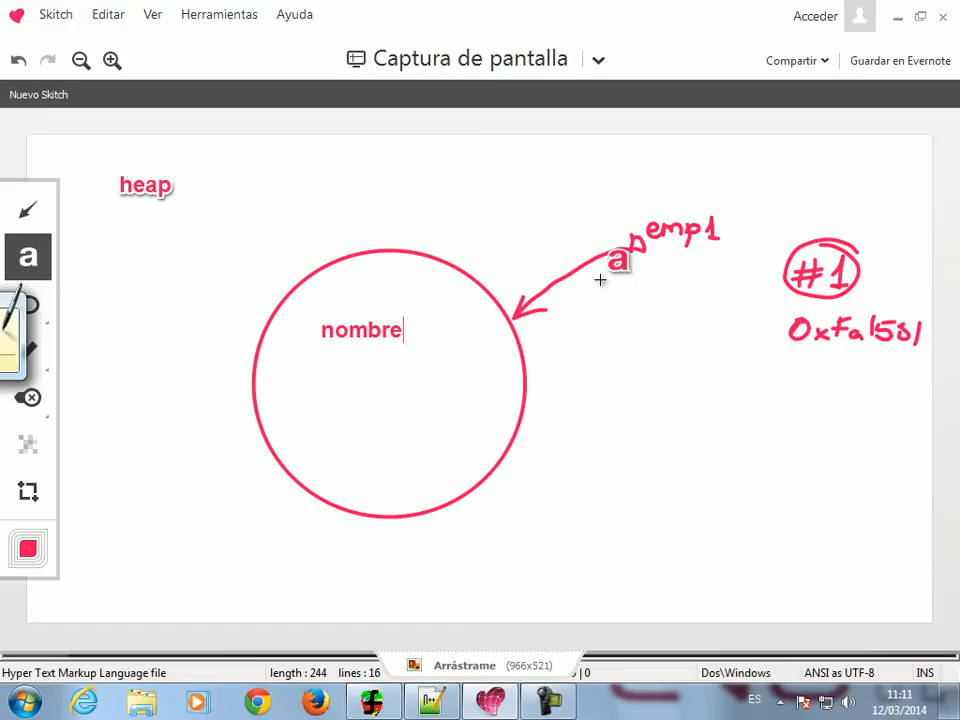 Skitch Editar Ver Herramientas Ayuda Acceder
Captura de pantalla
Compartir Guardar en Evernote
Nuevo Skitch
heap
emp1
a
#1
nombre
a
Arrástrame (966x521)
Hyper Text Markup Language file length : 244 lines : 16 | 0 Dos\Windows ANSI as UTF-8 INS
ES
11:11
12/03/2014